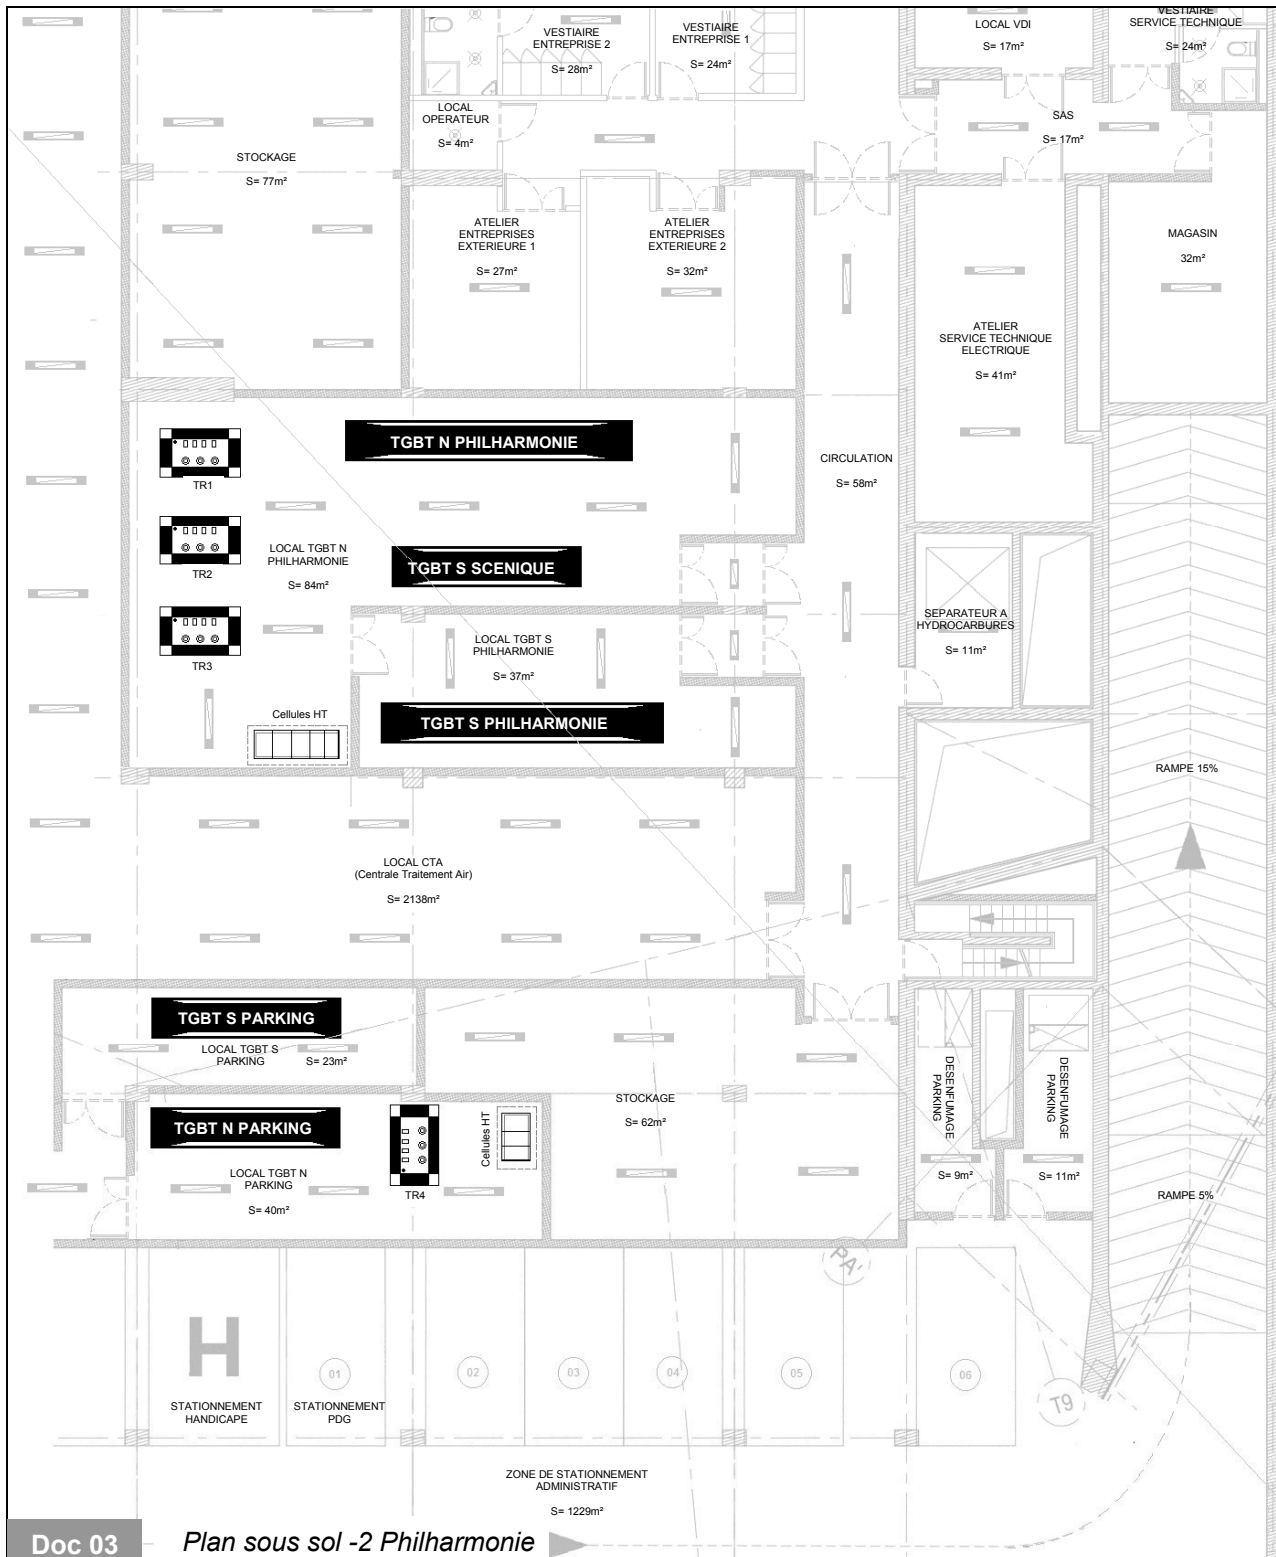 LOCAL VDI
S= 17m²
VESTIAIRE
SERVICE TECHNIQUE
S= 24m²
VESTIAIRE
ENTREPRISE 2
S= 28m²
VESTIAIRE
ENTREPRISE 1
S= 24m²
LOCAL
OPERATEUR
S= 4m²
SAS
S= 17m²
STOCKAGE
S= 77m²
ATELIER
ENTREPRISES
EXTERIEURE 1
S= 27m²
ATELIER
ENTREPRISES
EXTERIEURE 2
S= 32m²
MAGASIN
32m²
ATELIER
SERVICE TECHNIQUE
ELECTRIQUE
S= 41m²
TGBT N PHILHARMONIE
TR1
CIRCULATION
S= 58m²
TR2
LOCAL TGBT N
PHILHARMONIE
S= 84m²
TGBT S SCENIQUE
SEPARATEUR A
HYDROCARBURES
S= 11m²
TR3
LOCAL TGBT S
PHILHARMONIE
S= 37m²
Cellules HT
TGBT S PHILHARMONIE
RAMPE 15%
LOCAL CTA
(Centrale Traitement Air)
S= 2138m²
TGBT S PARKING
LOCAL TGBT S
PARKING
S= 23m²
TGBT N PARKING
LOCAL TGBT N
PARKING
S= 40m²
TR4
Cellules HT
STOCKAGE
S= 62m²
DESENFUMAGE
PARKING
S= 9m²
DESENFUMAGE
PARKING
S= 11m²
RAMPE 5%
PA'
H
STATIONNEMENT
HANDICAPE
01
STATIONNEMENT
PDG
02
03
04
05
06
T9
ZONE DE STATIONNEMENT
ADMINISTRATIF
S= 1229m²
Doc 03
Plan sous sol -2 Philharmonie